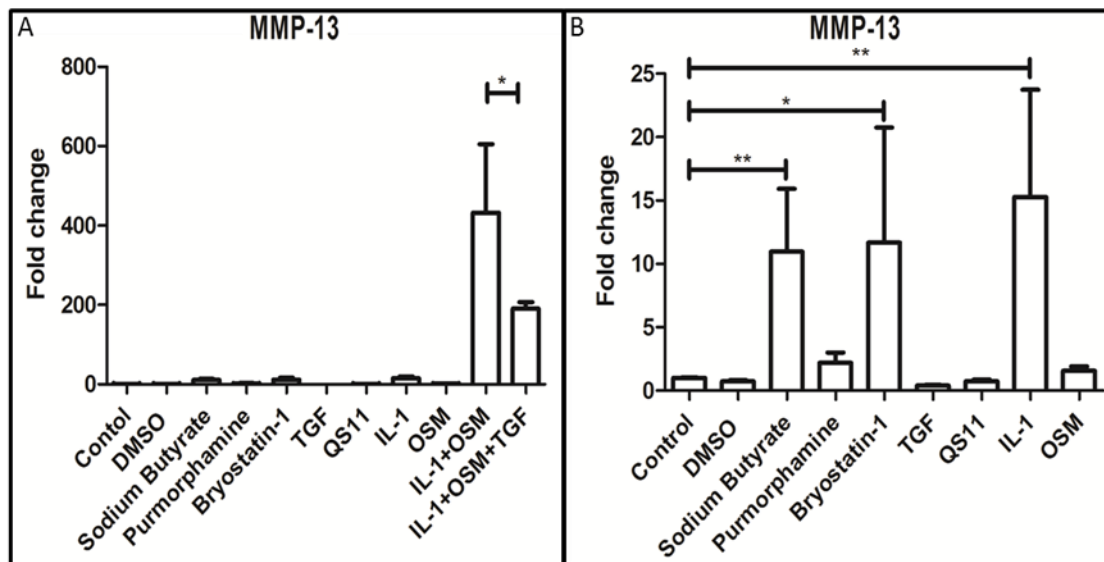 A
MMP-13
Fold change
800
600
400
200
0
*
Contol
DMSO
Sodium Butyrate
Purmorphamine
Bryostatin-1
TGF
QS11
IL-1
OSM
IL-1+OSM
IL-1+OSM+TGF
B
MMP-13
Fold change
25
20
15
10
5
0
**
*
**
Control
DMSO
Sodium Butyrate
Purmorphamine
Bryostatin-1
TGF
QS11
IL-1
OSM